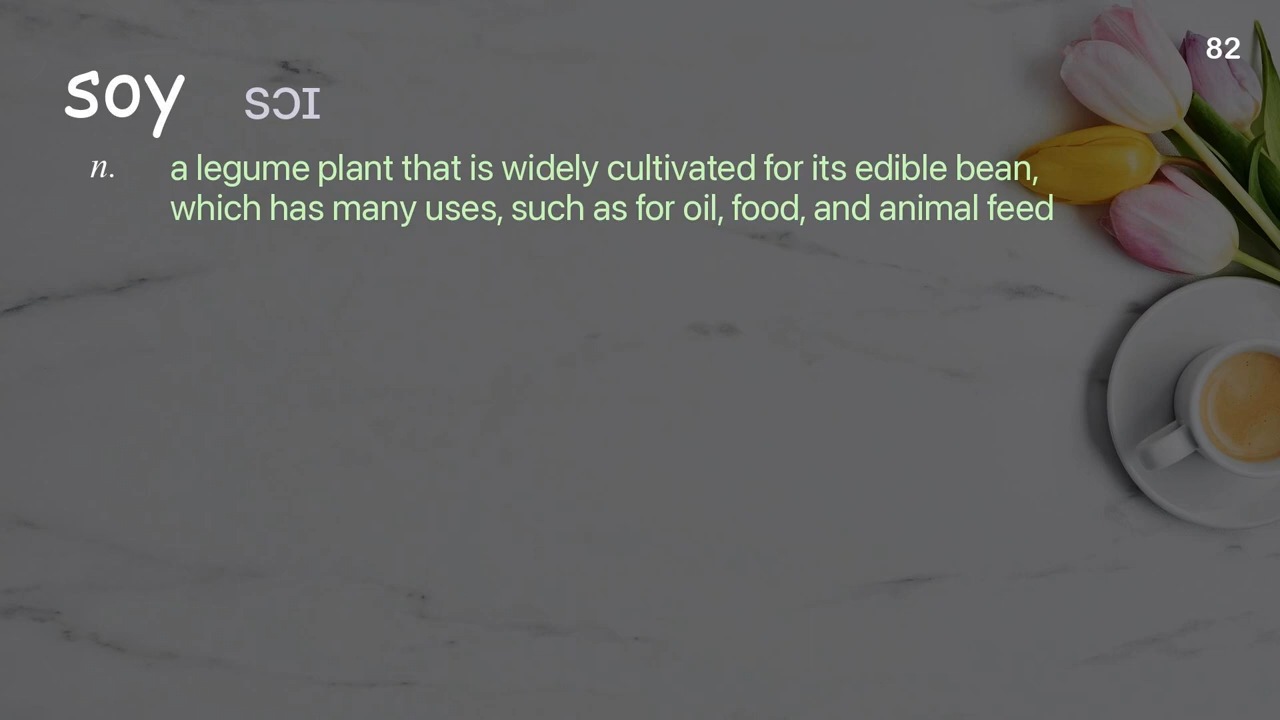 82
soy sɔɪ
n. a legume plant that is widely cultivated for its edible bean,
which has many uses, such as for oil, food, and animal feed